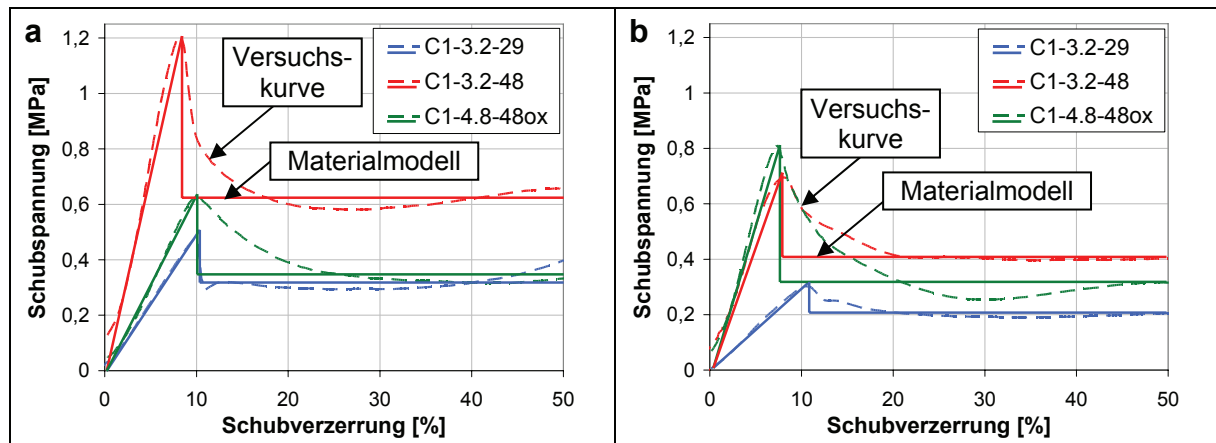 a
1,2
1
0,8
0,6
0,4
0,2
0
Schubspannung [MPa]
0 10 20 30 40 50
Schubverzerrung [%]
C1-3.2-29
C1-3.2-48
C1-4.8-48ox
Versuchs-
kurve
Materialmodell
b
1,2
1
0,8
0,6
0,4
0,2
0
Schubspannung [MPa]
0 10 20 30 40 50
Schubverzerrung [%]
C1-3.2-29
C1-3.2-48
C1-4.8-48ox
Versuchs-
kurve
Materialmodell